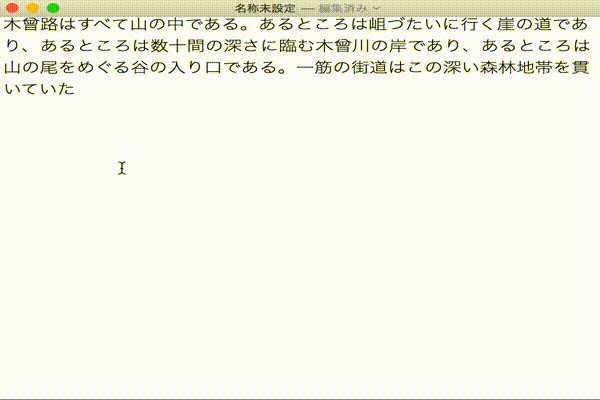 名称未設定 — 編集済み
木曾路はすべて山の中である。あるところは岨づたいに行く崖の道であ
り、あるところは数十間の深さに臨む木曾川の岸であり、あるところは
山の尾をめぐる谷の入り口である。一筋の街道はこの深い森林地帯を貫
いていた